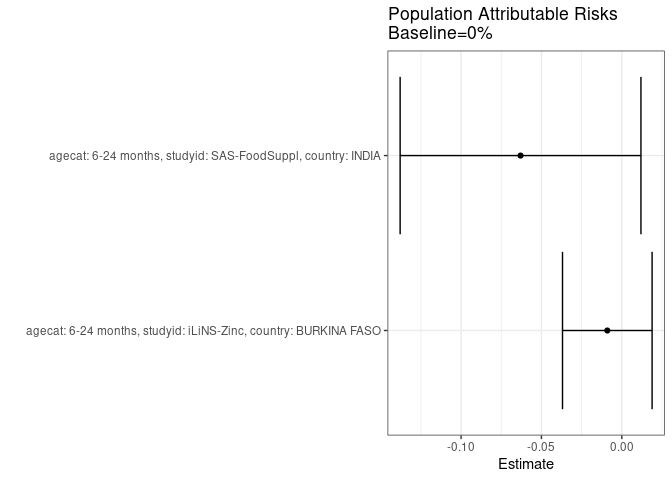 Population Attributable Risks
Baseline=0%
agecat: 6-24 months, studyid: SAS-FoodSuppl, country: INDIA
agecat: 6-24 months, studyid: iLiNS-Zinc, country: BURKINA FASO
-0.10 -0.05 0.00
Estimate